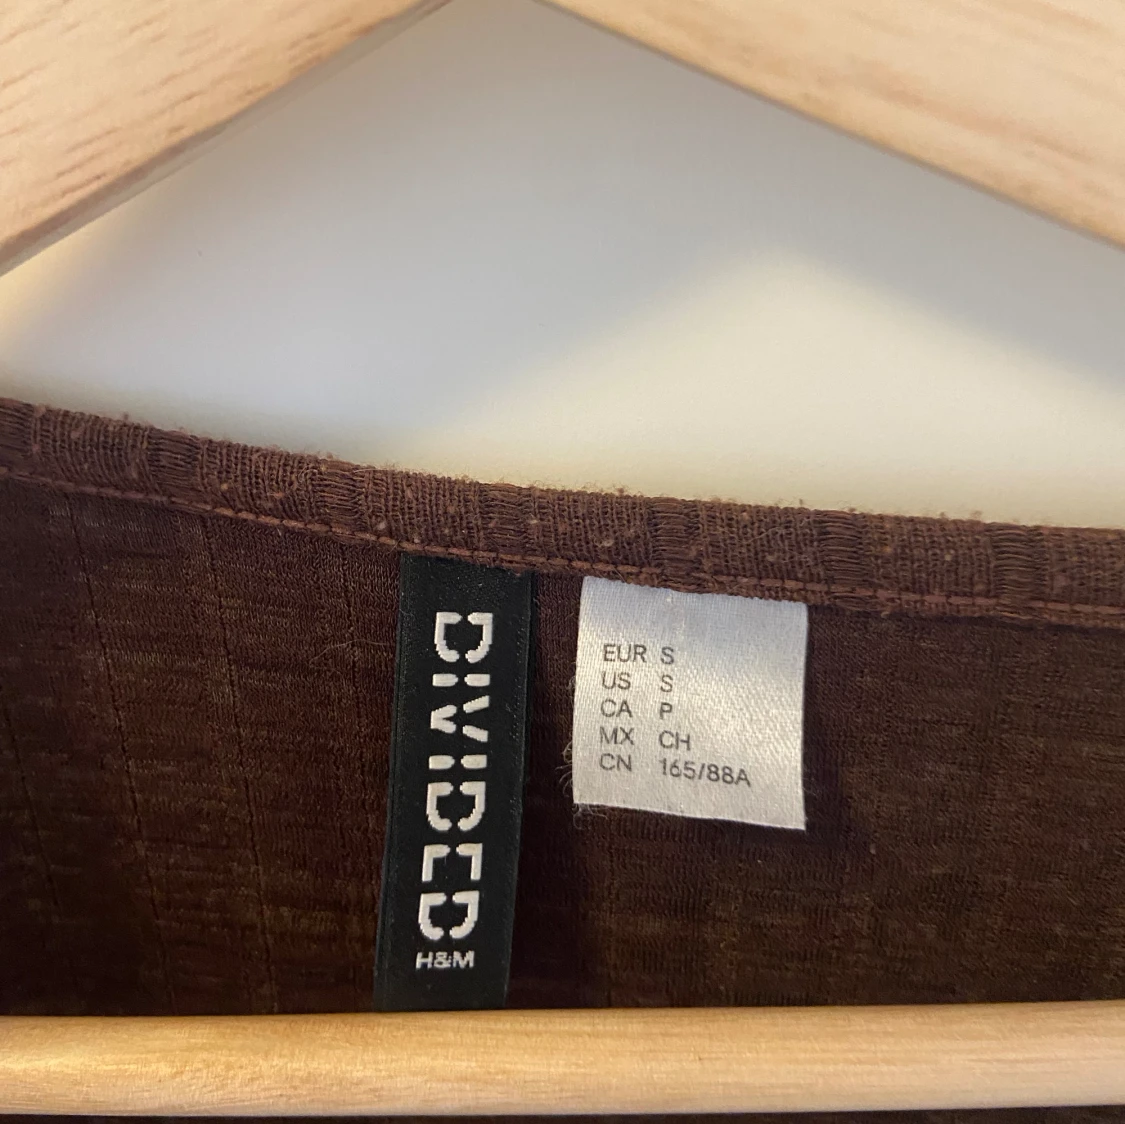 DIVIDED
H&M
EUR S
US S
CA P
MX CH
CN 165/88A